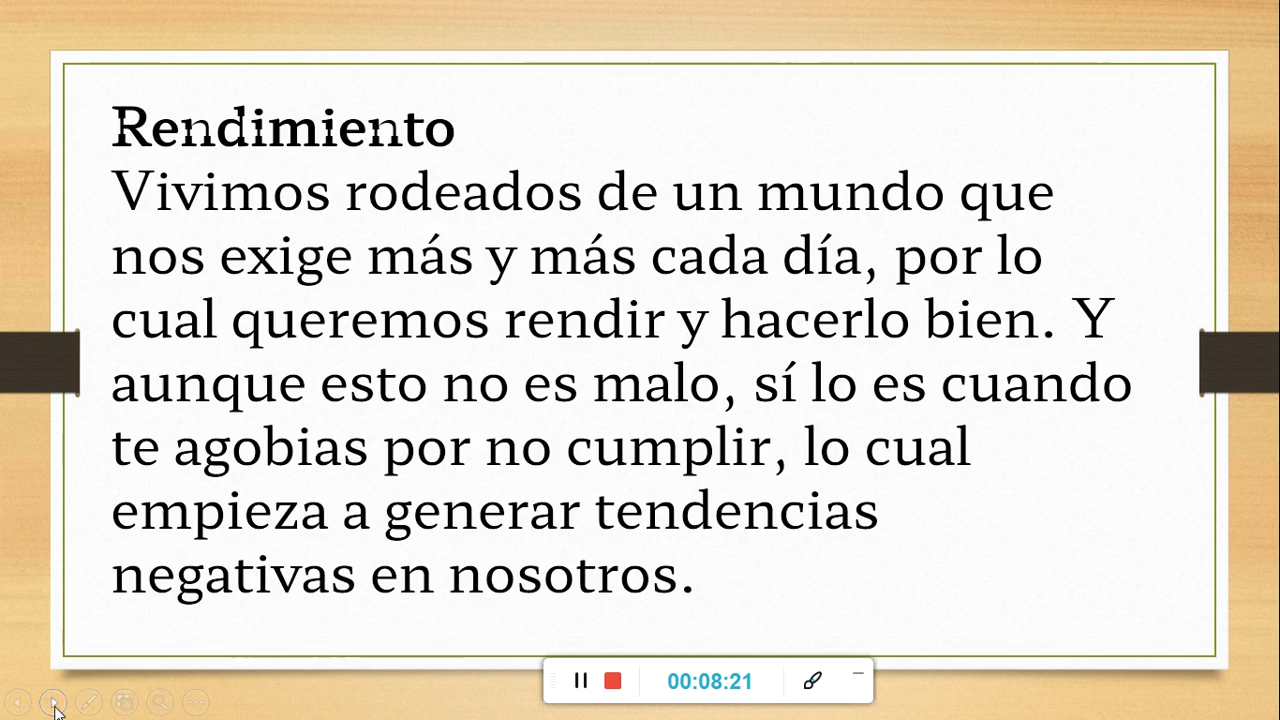 Rendimiento
Vivimos rodeados de un mundo que
nos exige más y más cada día, por lo
cual queremos rendir y hacerlo bien. Y
aunque esto no es malo, sí lo es cuando
te agobias por no cumplir, lo cual
empieza a generar tendencias
negativas en nosotros.
00:08:21